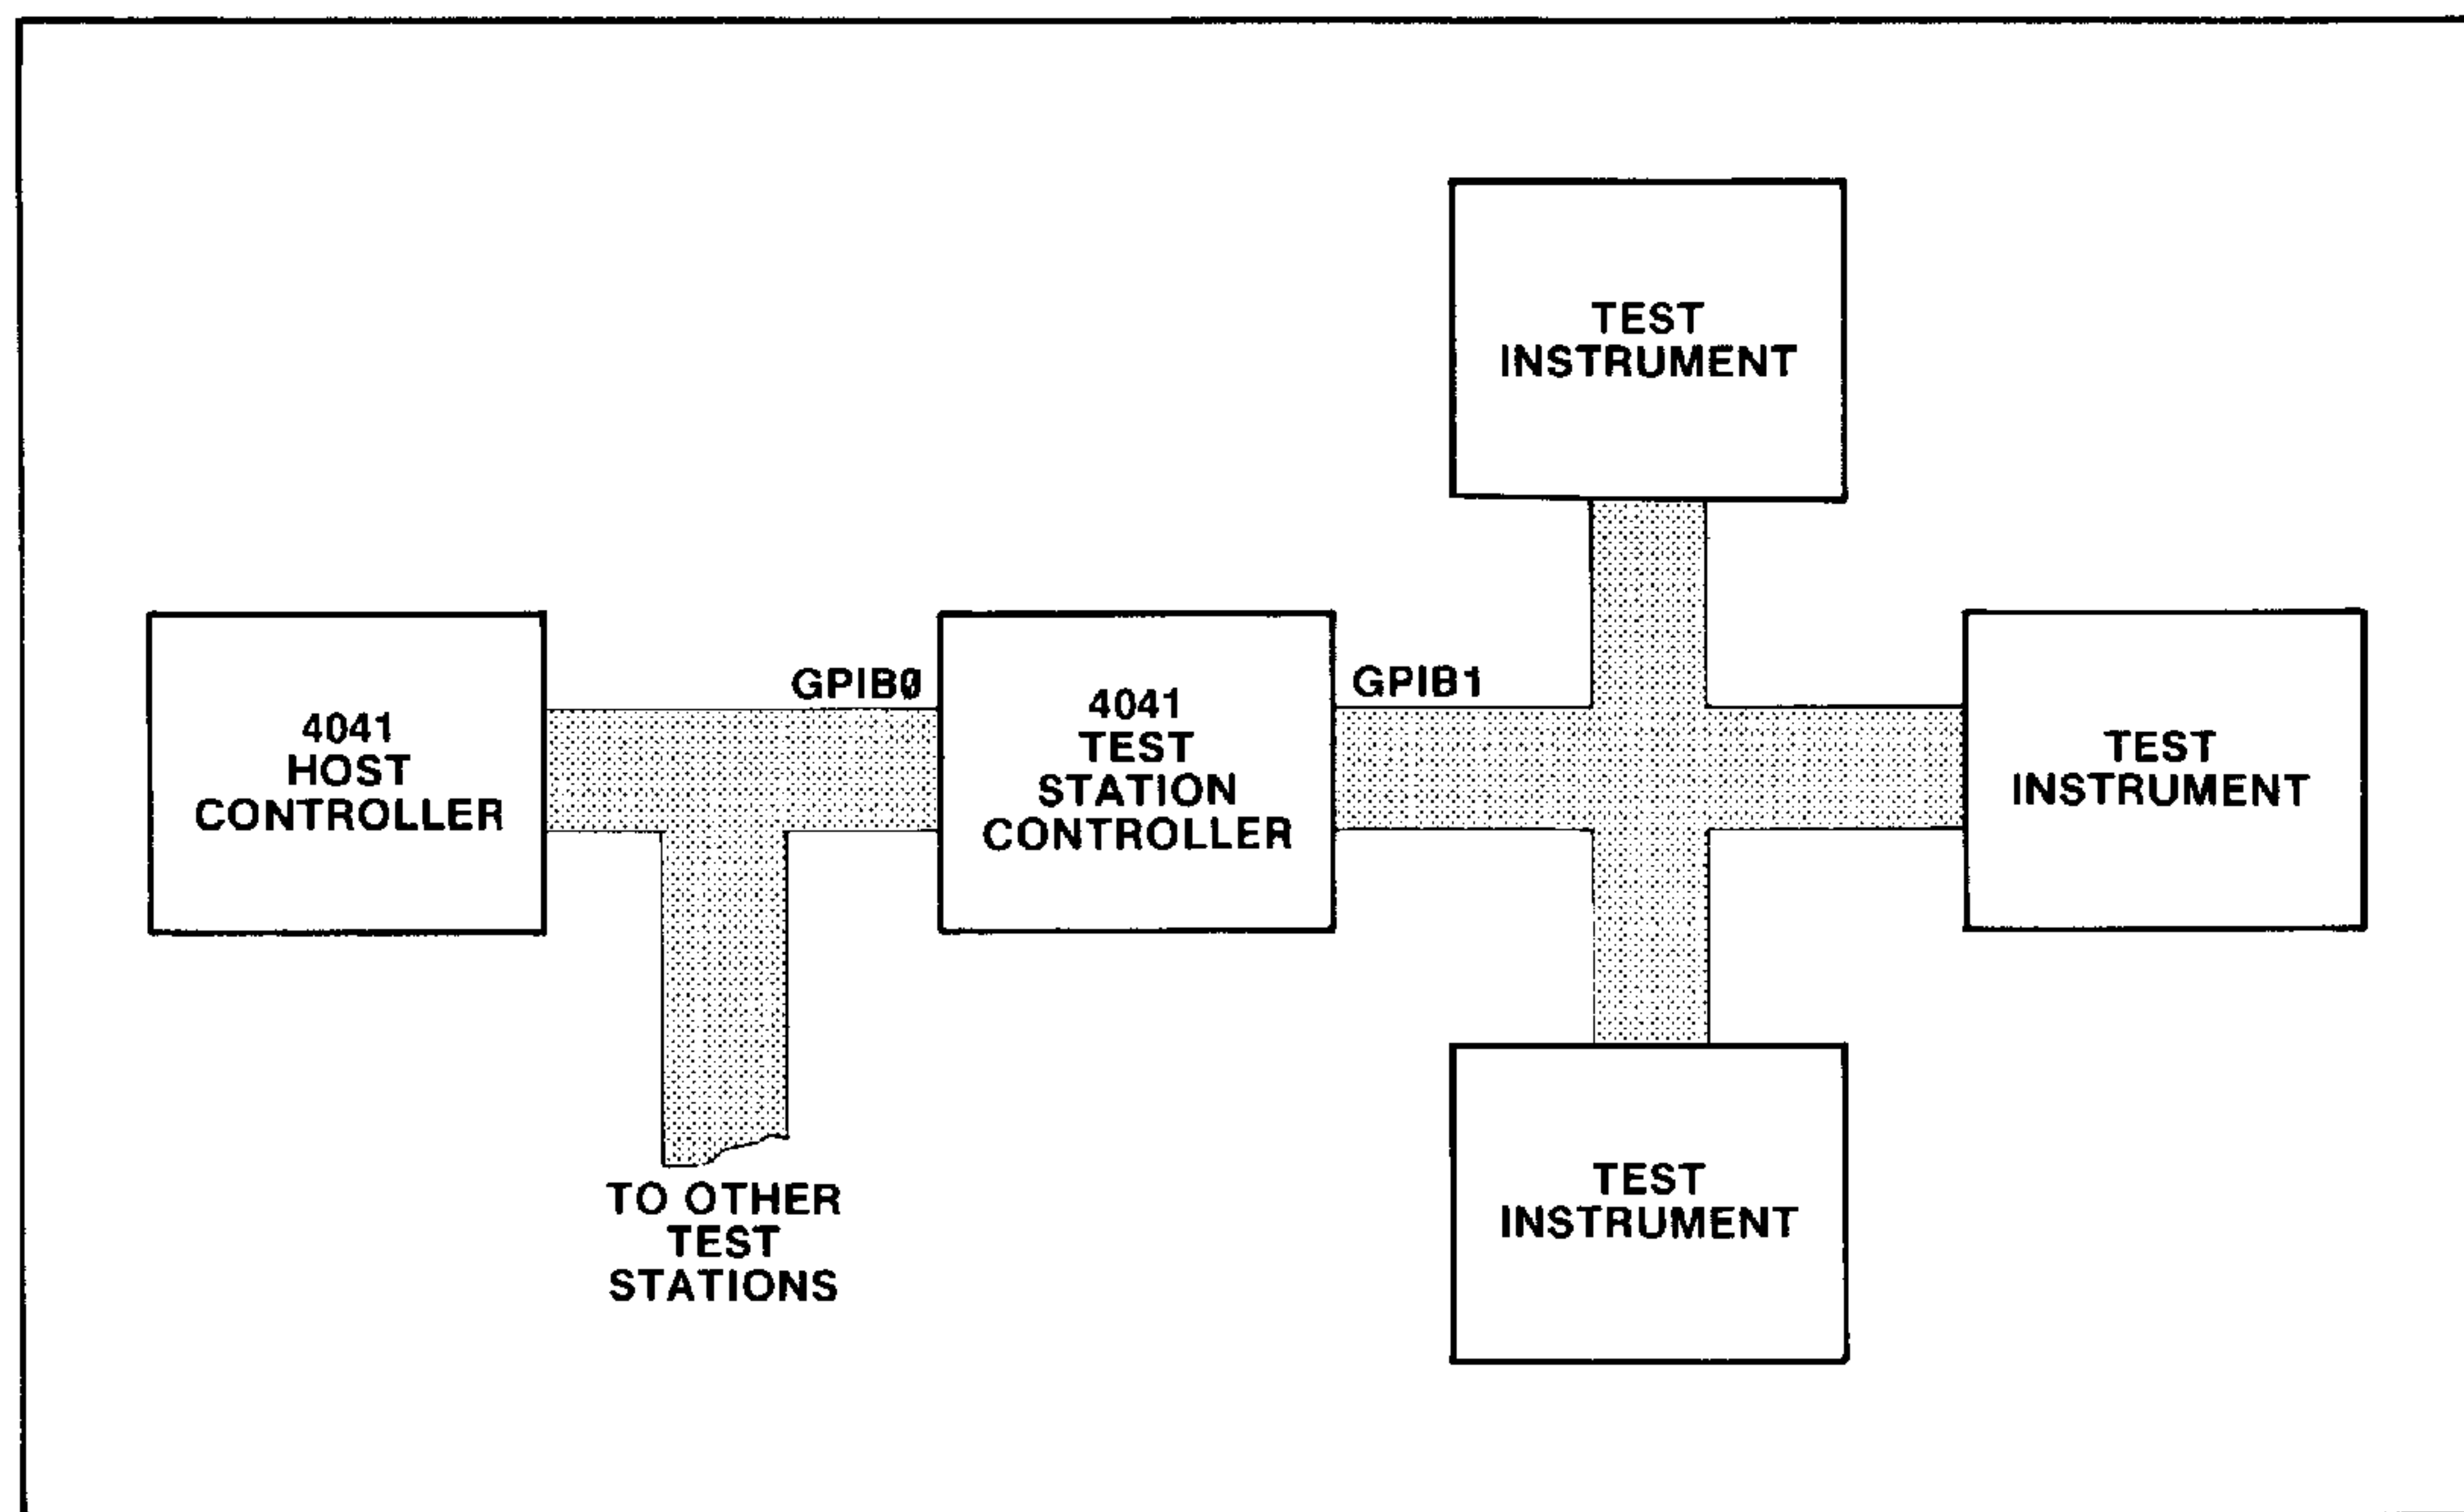 4041
HOST
CONTROLLER
GPIB0
4041
TEST
STATION
CONTROLLER
GPIB1
TEST
INSTRUMENT
TEST
INSTRUMENT
TEST
INSTRUMENT
TO OTHER
TEST
STATIONS